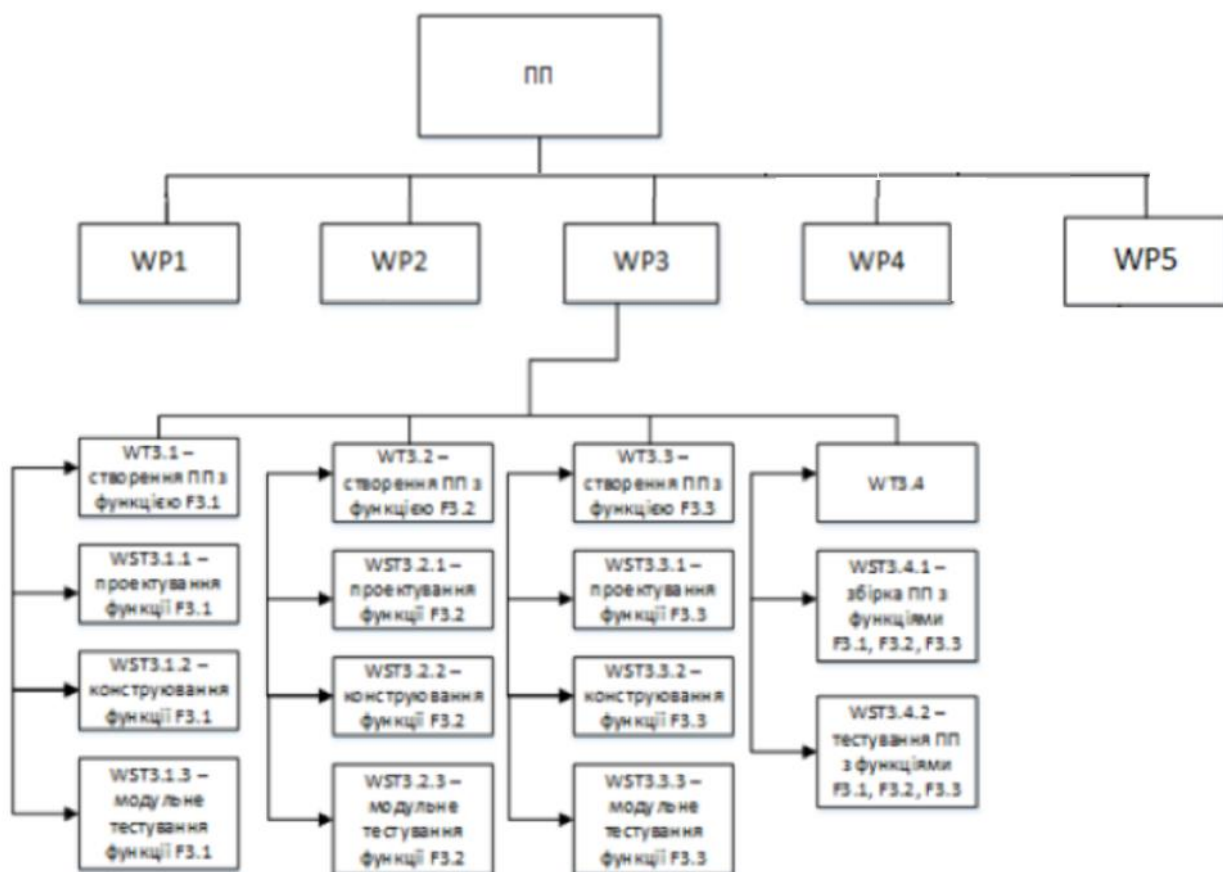 ПП
WP1
WP2
WP3
WP4
WP5
WT3.1 –
створення ПП з
функцією F3.1
WT3.2 –
створення ПП з
функцією F3.2
WT3.3 –
створення ПП з
функцією F3.3
WT3.4
WST3.1.1 –
проектування
функції F3.1
WST3.2.1 –
проектування
функції F3.2
WST3.3.1 –
проектування
функції F3.3
WST3.4.1 –
збірка ПП з
функціями
F3.1, F3.2, F3.3
WST3.1.2 –
конструювання
функції F3.1
WST3.2.2 –
конструювання
функції F3.2
WST3.3.2 –
конструювання
функції F3.3
WST3.4.2 –
тестування ПП
з функціями
F3.1, F3.2, F3.3
WST3.1.3 –
модульне
тестування
функції F3.1
WST3.2.3 –
модульне
тестування
функції F3.2
WST3.3.3 –
модульне
тестування
функції F3.3